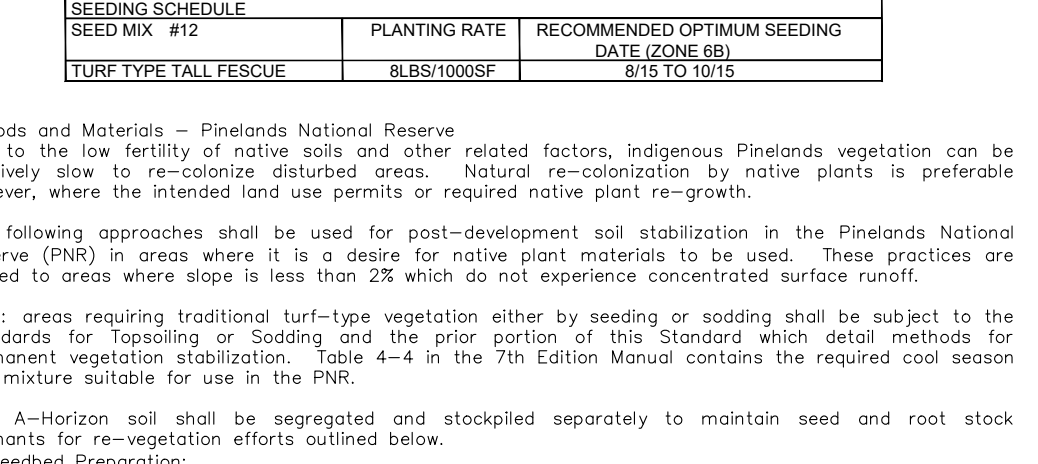 SEEDING SCHEDULE
SEED MIX #12 PLANTING RATE RECOMMENDED OPTIMUM SEEDING
DATE (ZONE 6B)
TURF TYPE TALL FESCUE 8LBS/1000SF 8/15 TO 10/15
ods and Materials – Pinelands National Reserve
to the low fertility of native soils and other related factors, indigenous Pinelands vegetation can be
ively slow to re-colonize disturbed areas. Natural re-colonization by native plants is preferable
ever, where the intended land use permits or required native plant re-growth.
following approaches shall be used for post-development soil stabilization in the Pinelands National
erve (PNR) in areas where it is a desire for native plant materials to be used. These practices are
ed to areas where slope is less than 2% which do not experience concentrated surface runoff.
: areas requiring traditional turf-type vegetation either by seeding or sodding shall be subject to the
dards for Topsoiling or Sodding and the prior portion of this Standard which detail methods for
nanent vegetation stabilization. Table 4-4 in the 7th Edition Manual contains the required cool season
mixture suitable for use in the PNR.
A-Horizon soil shall be segregated and stockpiled separately to maintain seed and root stock
nants for re-vegetation efforts outlined below.
eedbed Preparation: